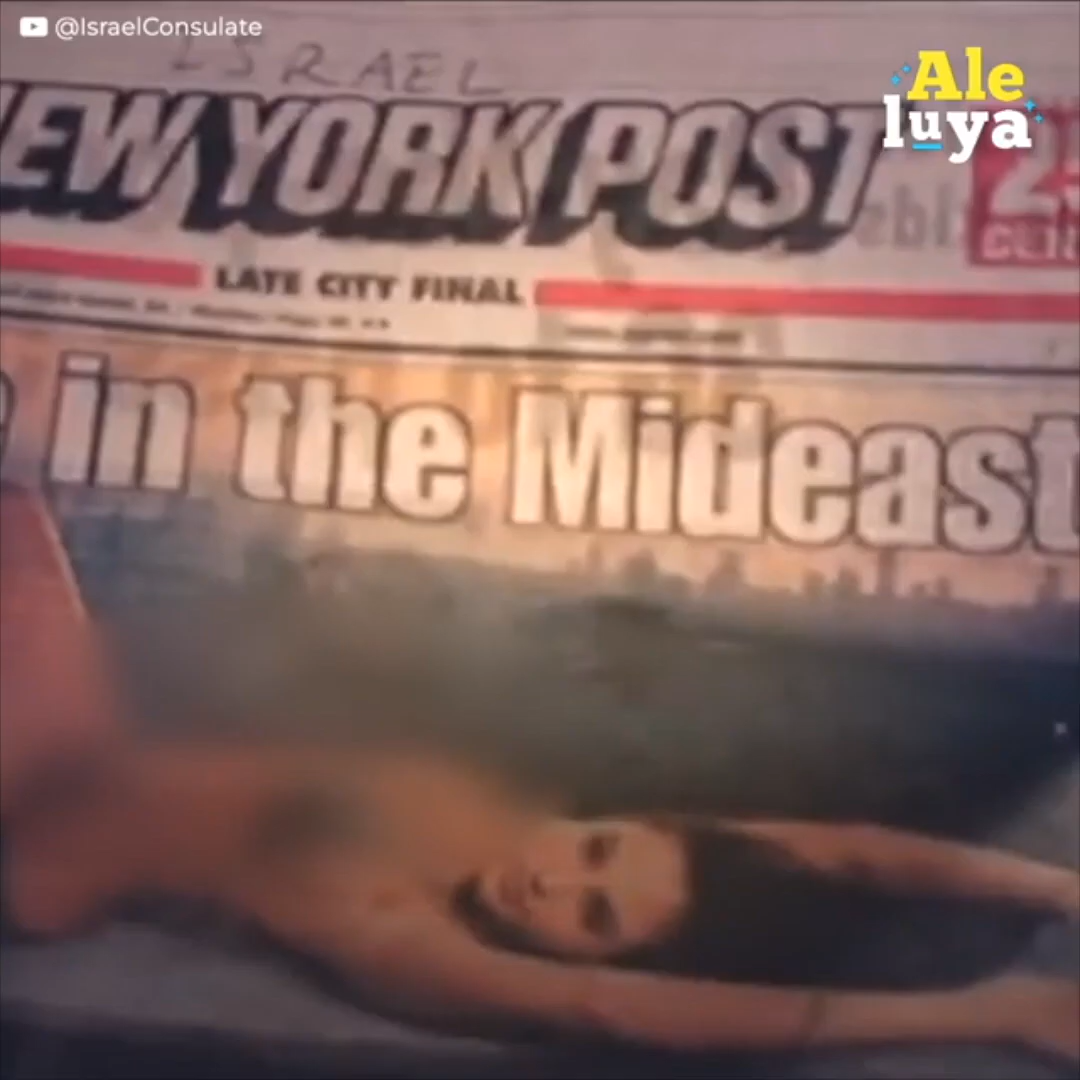 @IsraelConsulate
Ale
luya
ISRAEL
NEW YORK POST
LATE CITY FINAL
in the Mideast